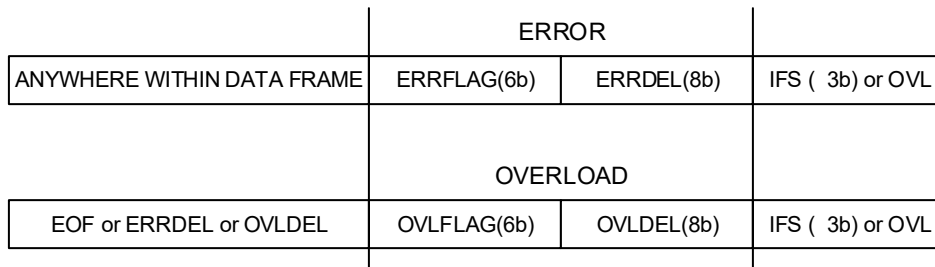 ERROR
ANYWHERE WITHIN DATA FRAME ERRFLAG(6b) ERRDEL(8b) IFS ( 3b) or OVL
OVERLOAD
EOF or ERRDEL or OVLDEL OVLFLAG(6b) OVLDEL(8b) IFS ( 3b) or OVL